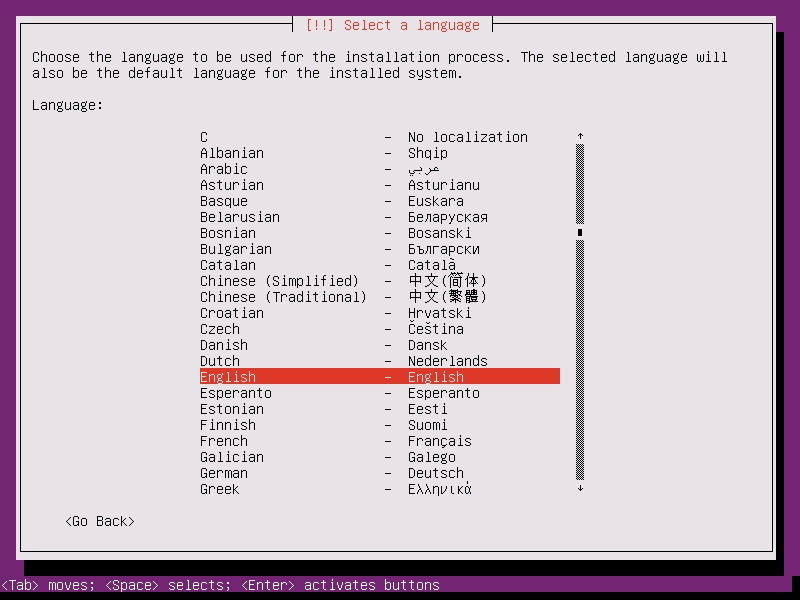 [!!] Select a language
Choose the language to be used for the installation process. The selected language will
also be the default language for the installed system.
Language:
C - No localization ↑
Albanian - Shqip
Arabic - عربي
Asturian - Asturianu
Basque - Euskara
Belarusian - Беларуская
Bosnian - Bosanski
Bulgarian - Български
Catalan - Català
Chinese (Simplified) - 中文(简体)
Chinese (Traditional) - 中文(繁體)
Croatian - Hrvatski
Czech - Čeština
Danish - Dansk
Dutch - Nederlands
English - English
Esperanto - Esperanto
Estonian - Eesti
Finnish - Suomi
French - Français
Galician - Galego
German - Deutsch
Greek - Ελληνικά ↓
<Go Back>
<Tab> moves; <Space> selects; <Enter> activates buttons